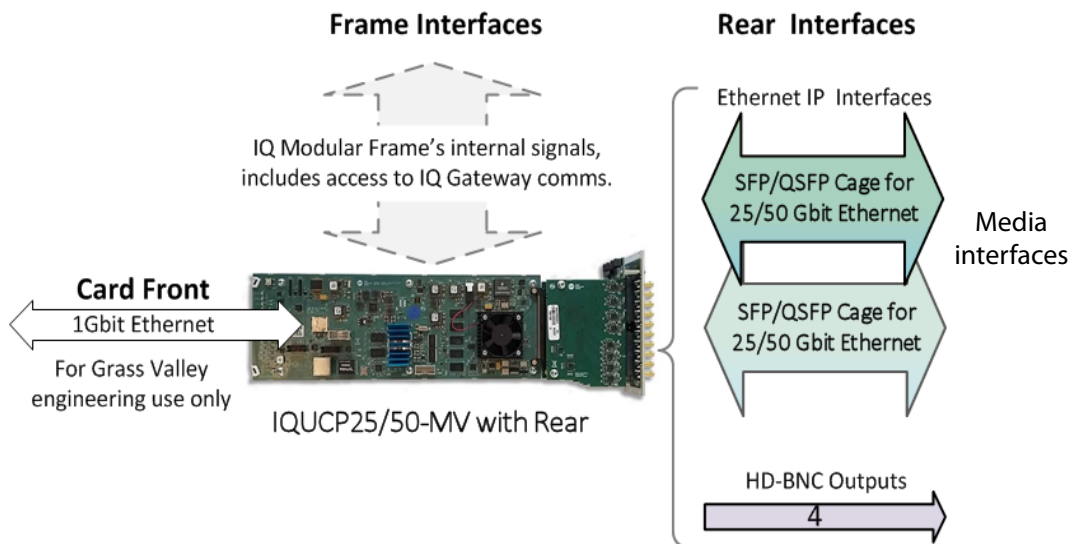 Frame Interfaces
Rear Interfaces
Ethernet IP Interfaces
IQ Modular Frame's internal signals,
includes access to IQ Gateway comms.
SFP/QSFP Cage for
25/50 Gbit Ethernet
Media
interfaces
Card Front
1Gbit Ethernet
For Grass Valley
engineering use only
SFP/QSFP Cage for
25/50 Gbit Ethernet
IQUCP25/50-MV with Rear
HD-BNC Outputs
4